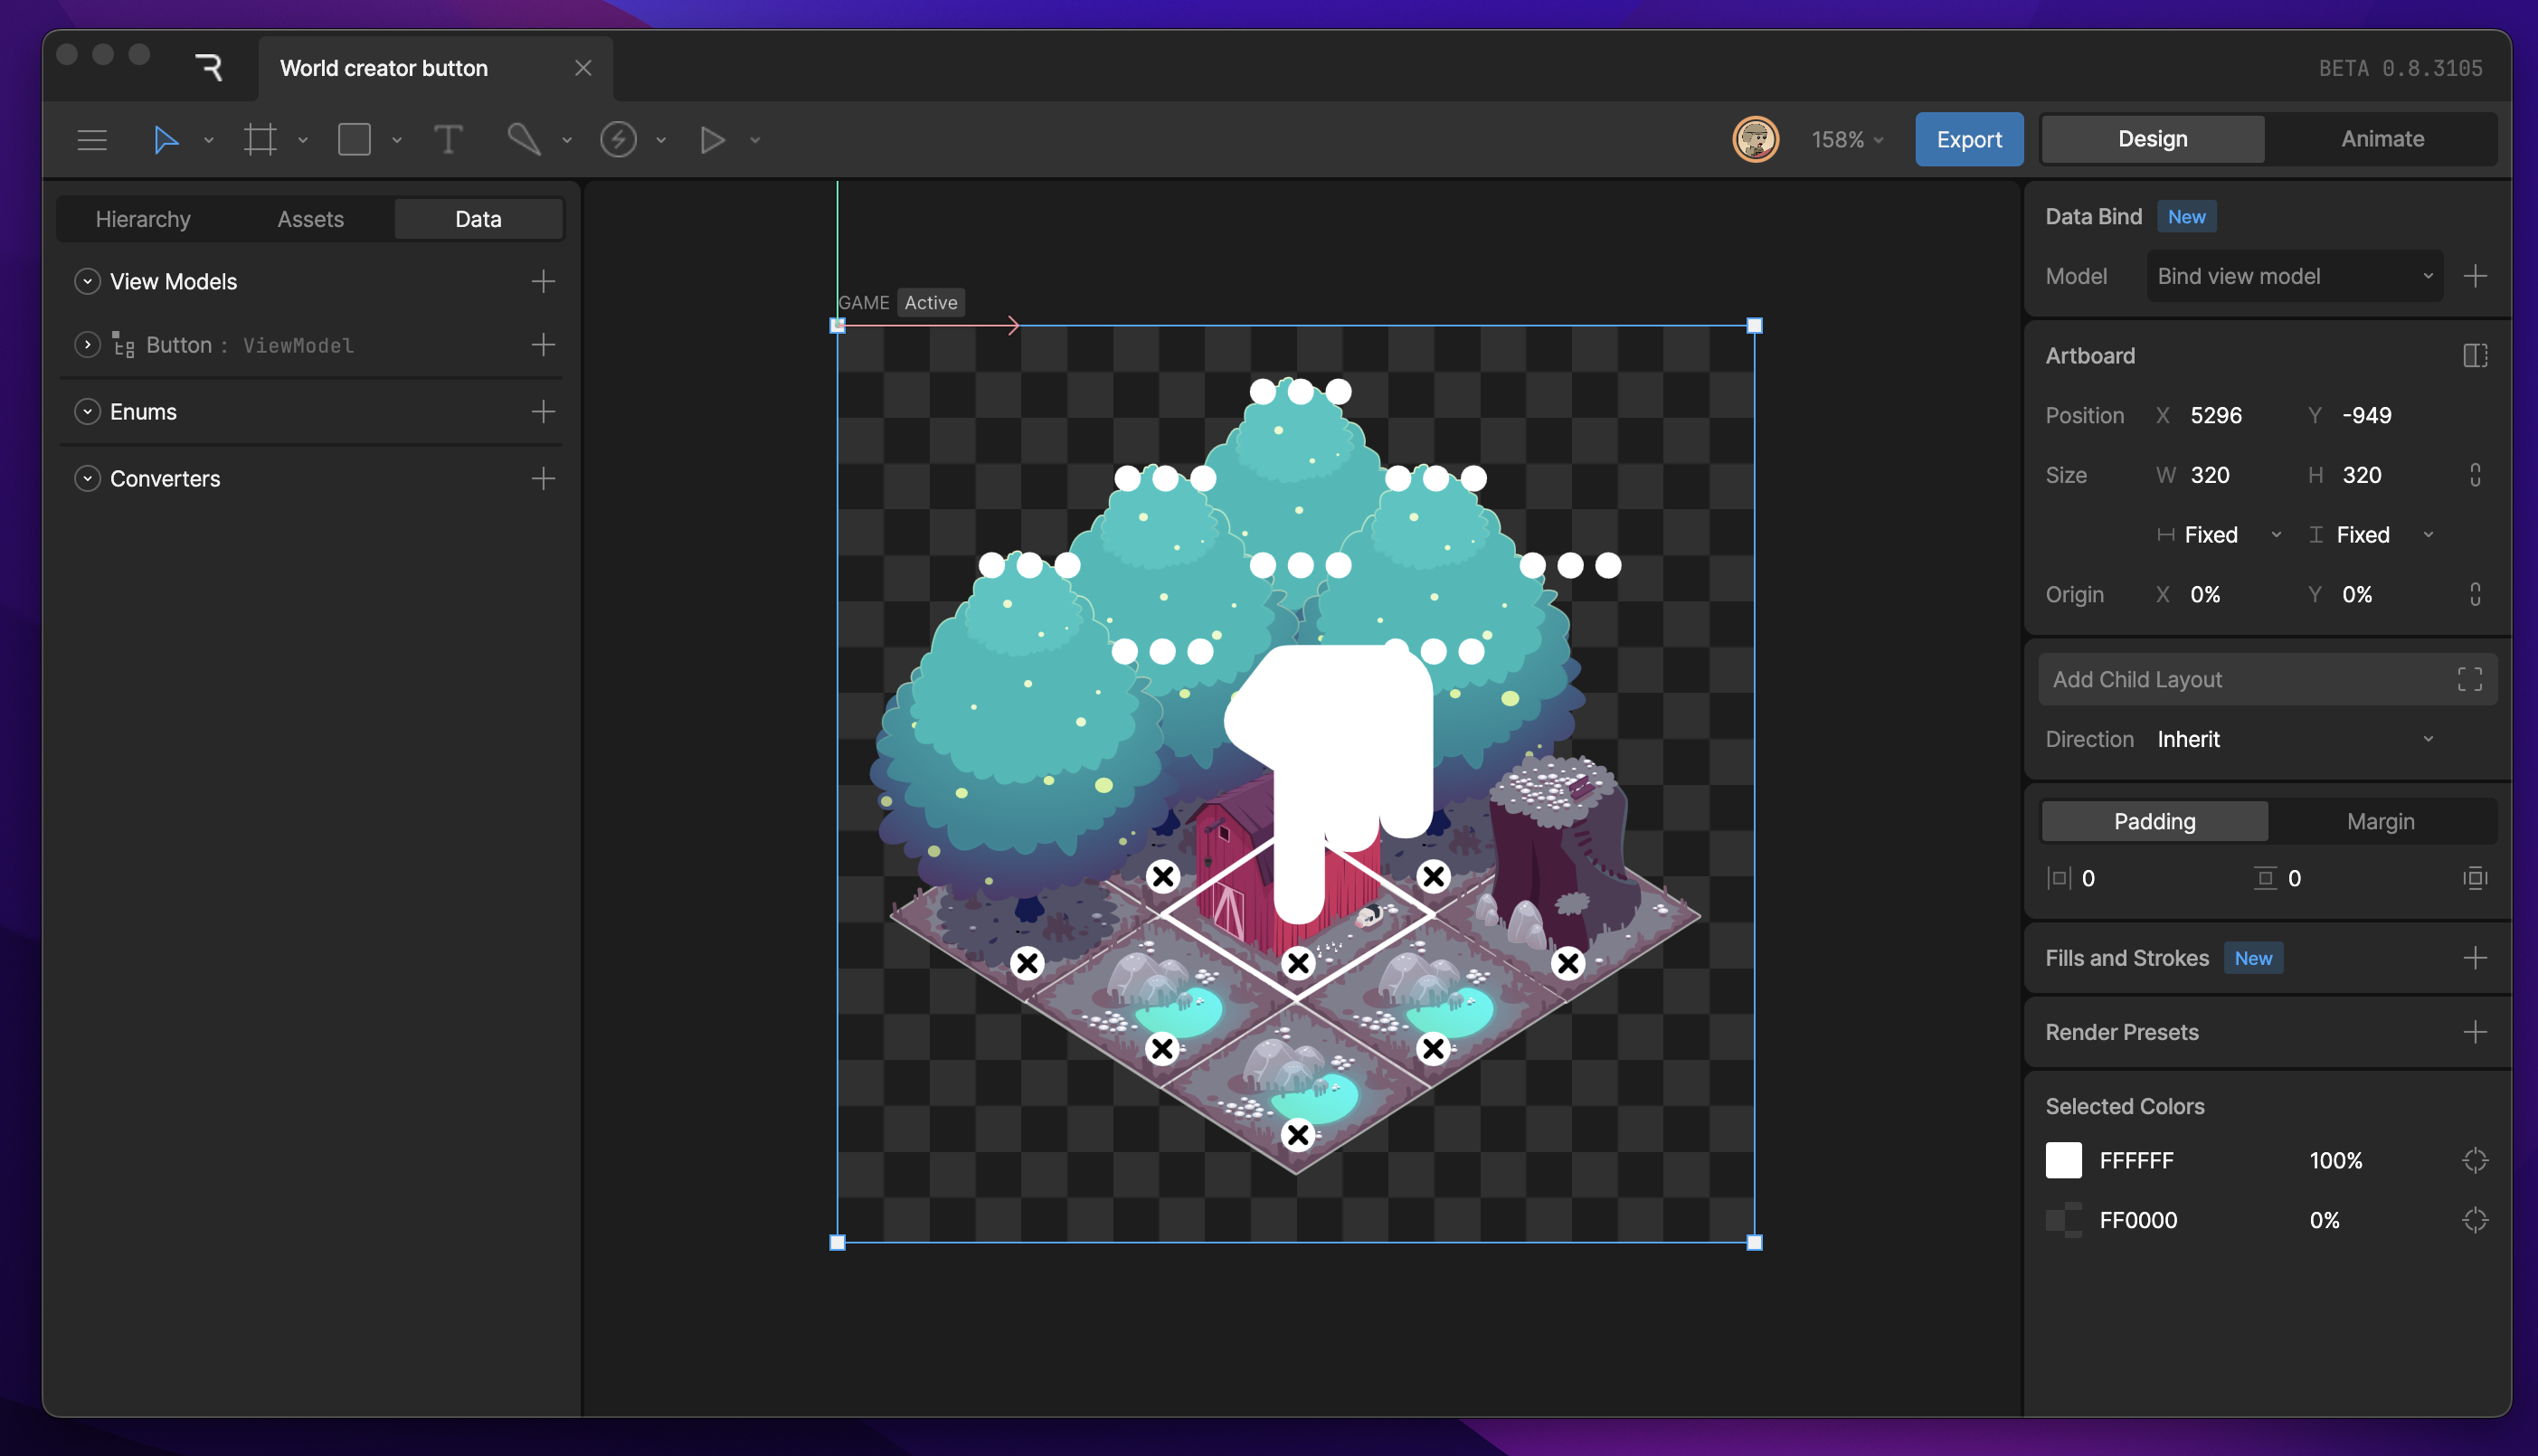 World creator button
BETA 0.8.3105
158%
Export
Design
Animate
Hierarchy
Assets
Data
View Models
Button : ViewModel
Enums
Converters
GAME
Active
Data Bind
New
Model
Bind view model
Artboard
Position X 5296 Y -949
Size W 320 H 320
Fixed Fixed
Origin X 0% Y 0%
Add Child Layout
Direction Inherit
Padding
Margin
0 0
Fills and Strokes
New
Render Presets
Selected Colors
FFFFFF 100%
FF0000 0%